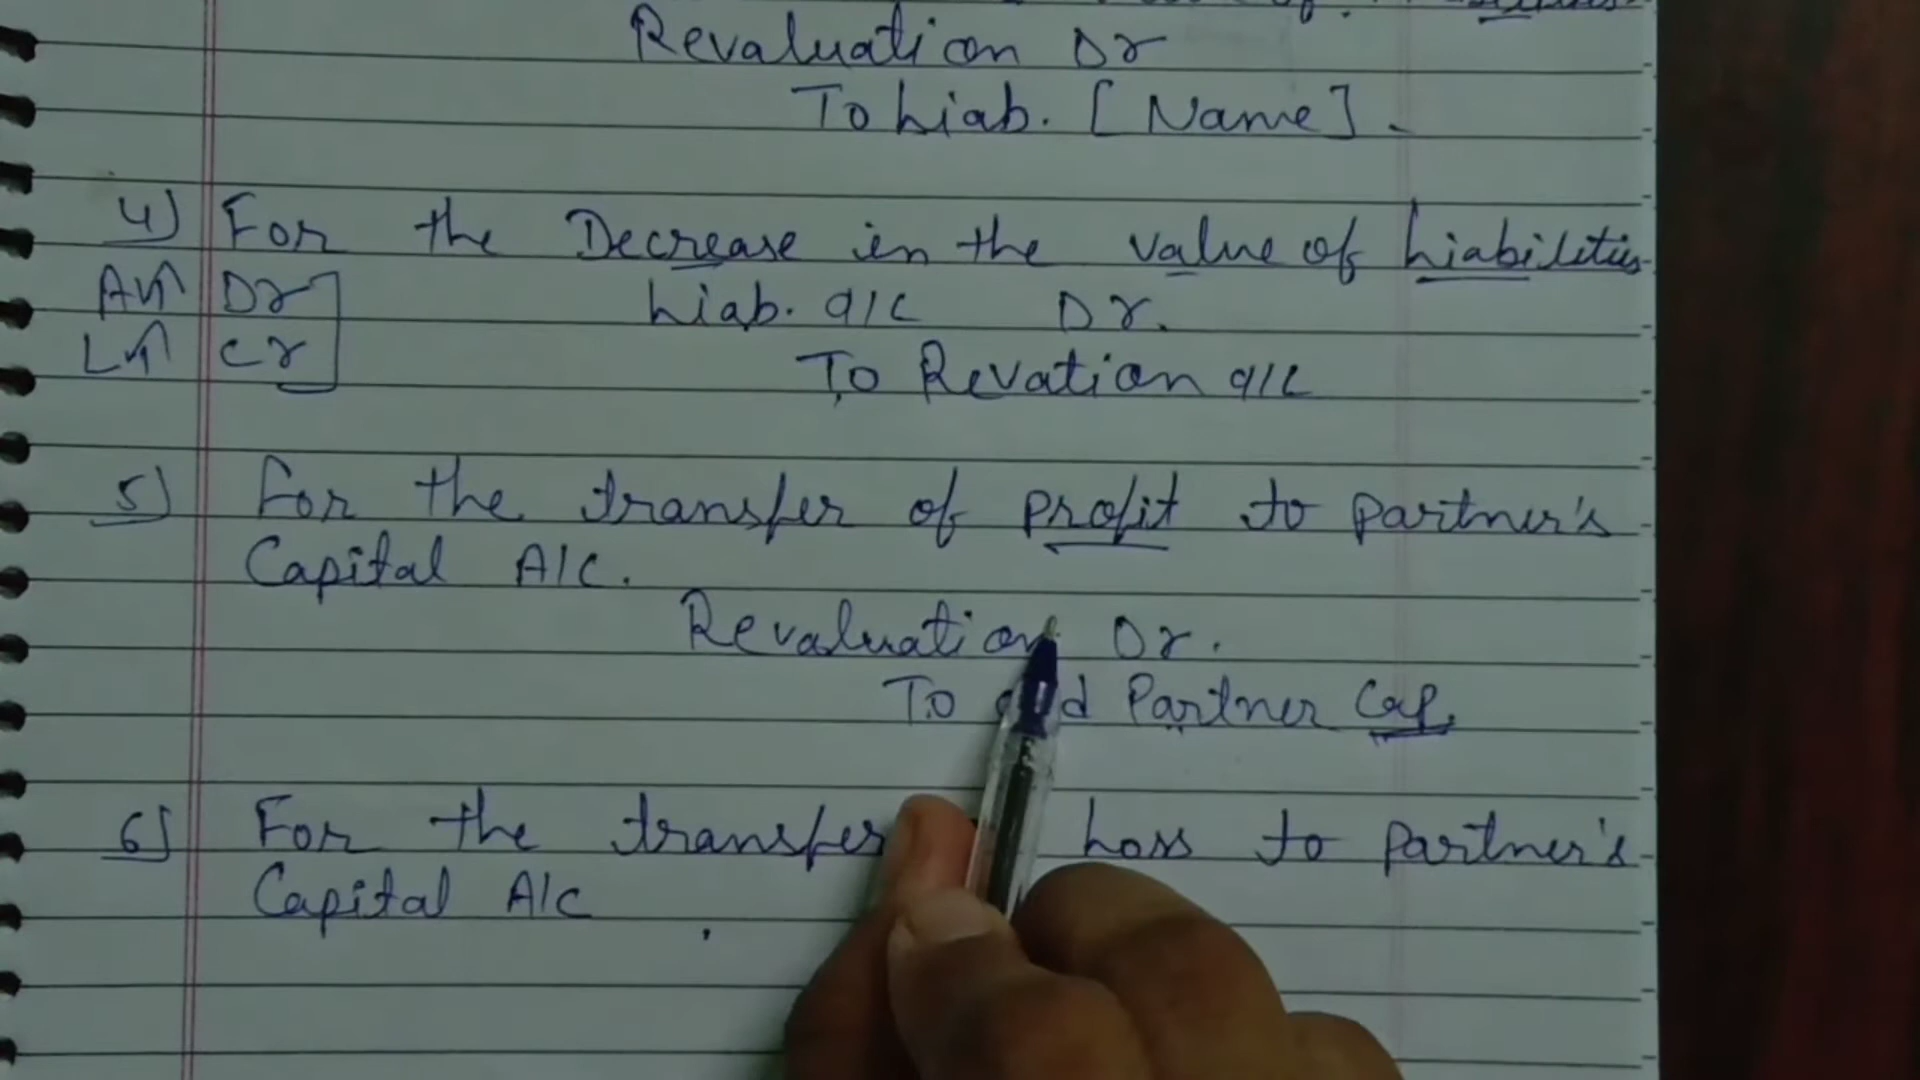 Revaluation Dr
To Liab. [Name].
4) For the Decrease in the value of Liabilities
A↑ Dr
Liab. a/c Dr.
L↑ Cr
To Revation a/c
5) For the transfer of profit to partner's
Capital A/C.
Revaluation Dr.
To Partner Cap.
6) For the transfer Loss to Partner's
Capital A/C